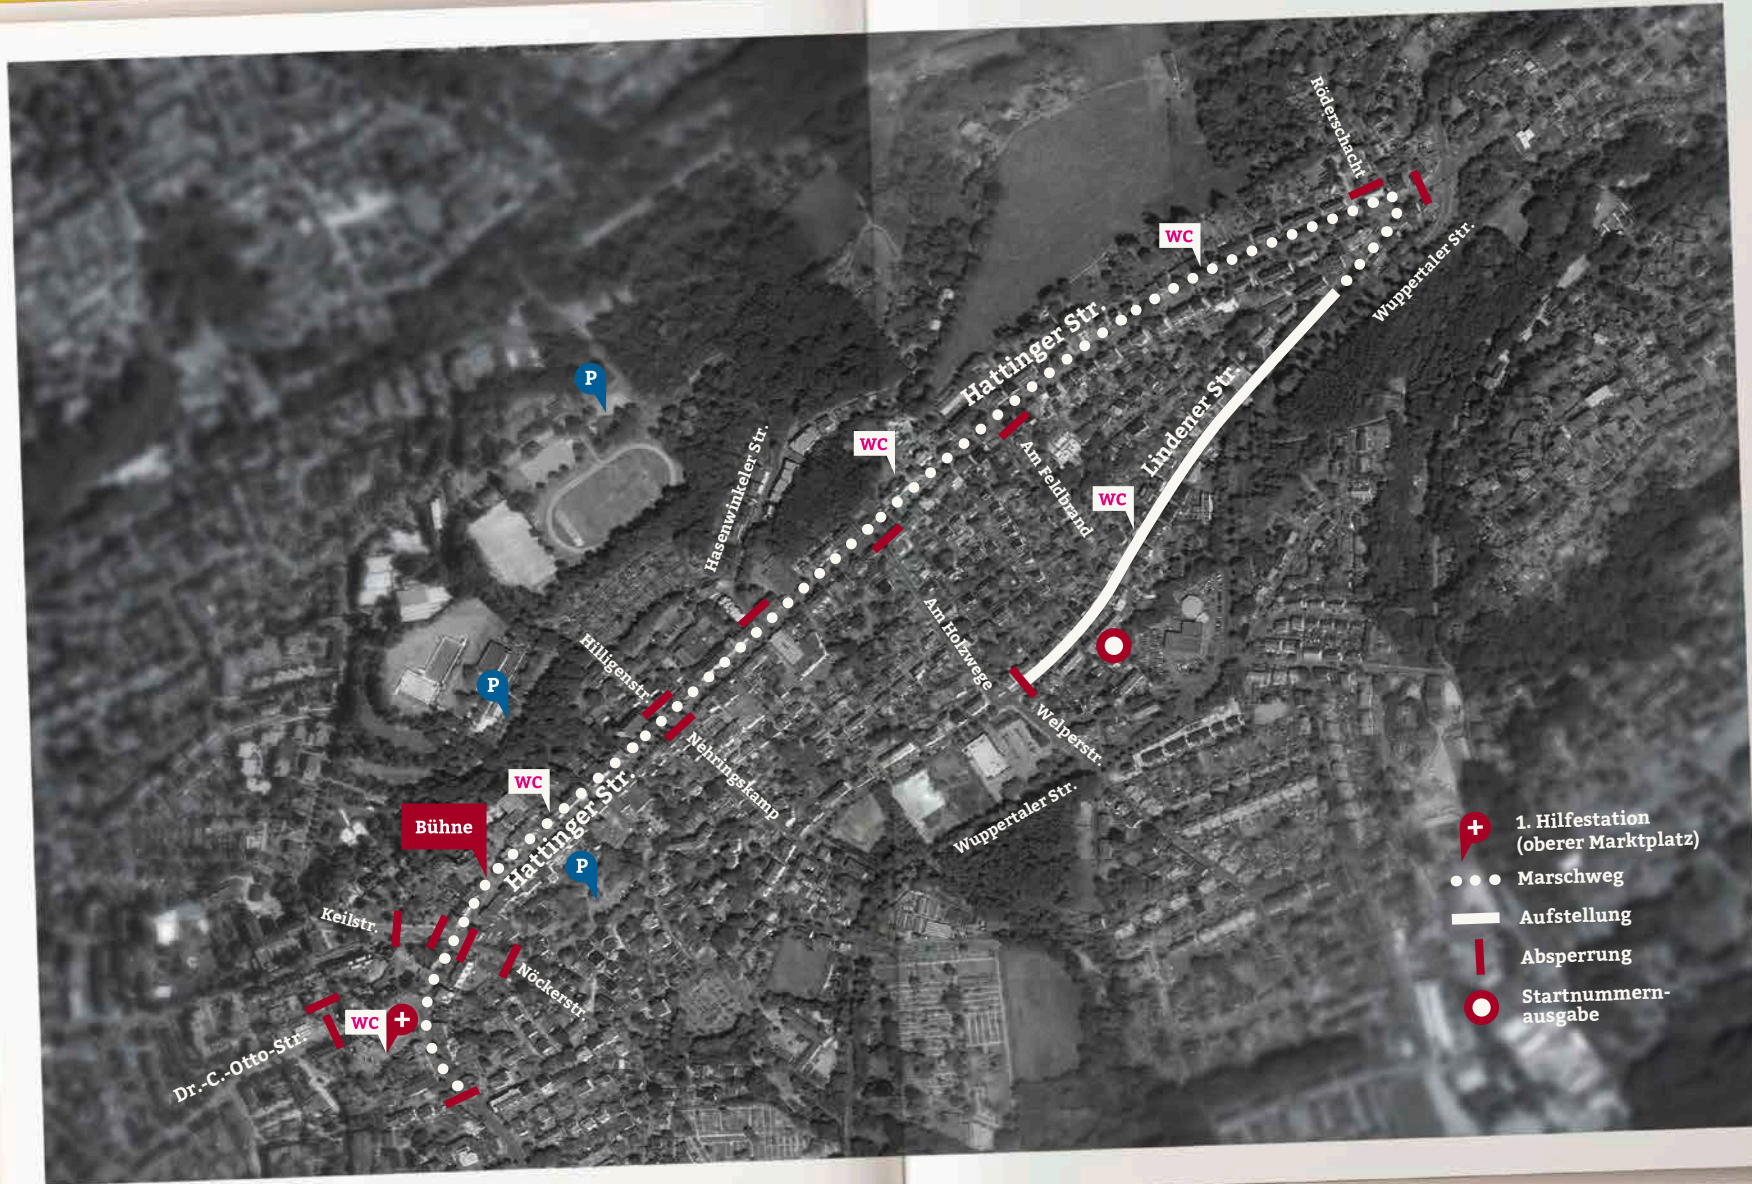 Röderschacht
WC
Wuppertaler Str.
Hattinger Str.
P
Lindener Str.
Hasenwinkeler Str.
WC
Am Feldbrand
WC
Am Holzwege
Hilligenstr.
P
Welperstr.
Nehringskamp
WC
Hattinger Str.
Wuppertaler Str.
Bühne
P
Keilstr.
Nöckerstr.
WC
Dr.-C.-Otto-Str.
1. Hilfestation
(oberer Marktplatz)
Marschweg
Aufstellung
Absperrung
Startnummern-
ausgabe